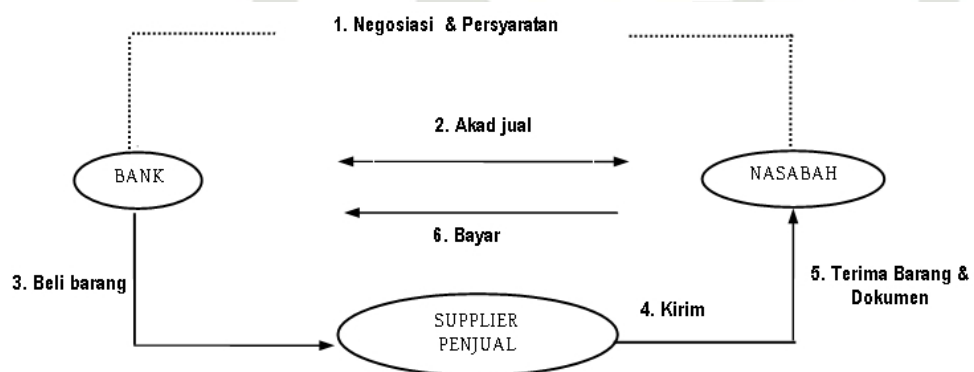 1. Negosiasi & Persyaratan
2. Akad jual
BANK
NASABAH
6. Bayar
3. Beli barang
5. Terima Barang &
Dokumen
4. Kirim
SUPPLIER
PENJUAL